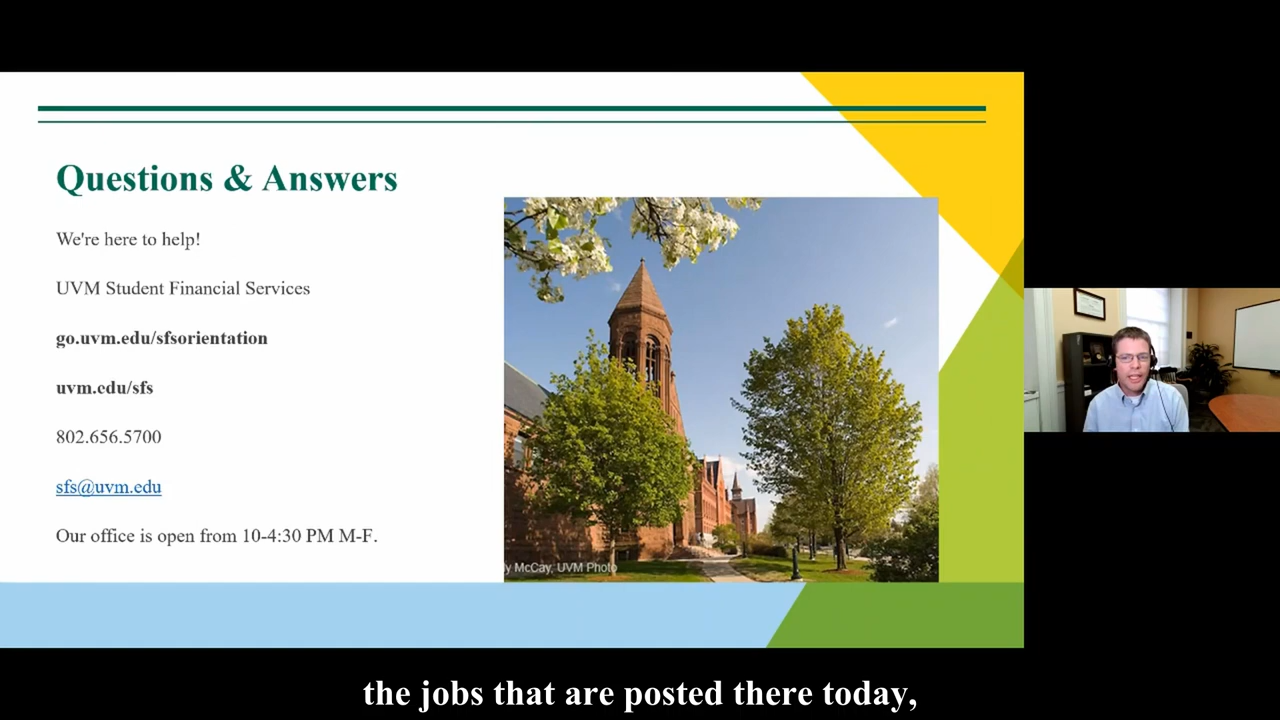 Questions & Answers
We're here to help!
UVM Student Financial Services
go.uvm.edu/sfsorientation
uvm.edu/sfs
802.656.5700
sfs@uvm.edu
Our office is open from 10-4:30 PM M-F.
y McCay, UVM Photo
the jobs that are posted there today,